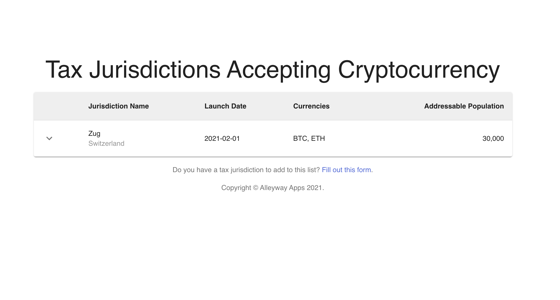 Tax Jurisdictions Accepting Cryptocurrency
Jurisdiction Name Launch Date Currencies Addressable Population
Zug 2021-02-01 BTC, ETH 30,000
Switzerland
Do you have a tax jurisdiction to add to this list? Fill out this form.
Copyright © Alleyway Apps 2021.